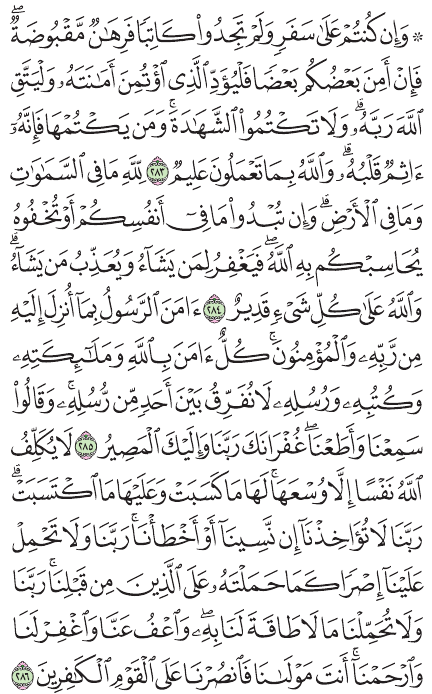 ۞ وَإِن كُنتُمْ عَلَىٰ سَفَرٍ وَلَمْ تَجِدُوا۟ كَاتِبًا فَرِهَـٰنٌ مَّقْبُوضَةٌ ۖ
فَإِنْ أَمِنَ بَعْضُكُم بَعْضًا فَلْيُؤَدِّ ٱلَّذِى ٱؤْتُمِنَ أَمَـٰنَتَهُۥ وَلْيَتَّقِ
ٱللَّهَ رَبَّهُۥ ۗ وَلَا تَكْتُمُوا۟ ٱلشَّهَـٰدَةَ ۚ وَمَن يَكْتُمْهَا فَإِنَّهُۥٓ
ءَاثِمٌ قَلْبُهُۥ ۗ وَٱللَّهُ بِمَا تَعْمَلُونَ عَلِيمٌ ٢٨٣ لِّلَّهِ مَا فِى ٱلسَّمَـٰوَٰتِ
وَمَا فِى ٱلْأَرْضِ ۗ وَإِن تُبْدُوا۟ مَا فِىٓ أَنفُسِكُمْ أَوْ تُخْفُوهُ
يُحَاسِبْكُم بِهِ ٱللَّهُ ۖ فَيَغْفِرُ لِمَن يَشَآءُ وَيُعَذِّبُ مَن يَشَآءُ ۗ
وَٱللَّهُ عَلَىٰ كُلِّ شَىْءٍ قَدِيرٌ ٢٨٤ ءَامَنَ ٱلرَّسُولُ بِمَآ أُنزِلَ إِلَيْهِ
مِن رَّبِّهِۦ وَٱلْمُؤْمِنُونَ ۚ كُلٌّ ءَامَنَ بِٱللَّهِ وَمَلَـٰٓئِكَتِهِۦ
وَكُتُبِهِۦ وَرُسُلِهِۦ لَا نُفَرِّقُ بَيْنَ أَحَدٍ مِّن رُّسُلِهِۦ ۚ وَقَالُوا۟
سَمِعْنَا وَأَطَعْنَا ۖ غُفْرَانَكَ رَبَّنَا وَإِلَيْكَ ٱلْمَصِيرُ ٢٨٥ لَا يُكَلِّفُ
ٱللَّهُ نَفْسًا إِلَّا وُسْعَهَا ۚ لَهَا مَا كَسَبَتْ وَعَلَيْهَا مَا ٱكْتَسَبَتْ ۗ
رَبَّنَا لَا تُؤَاخِذْنَآ إِن نَّسِينَآ أَوْ أَخْطَأْنَا ۚ رَبَّنَا وَلَا تَحْمِلْ
عَلَيْنَآ إِصْرًا كَمَا حَمَلْتَهُۥ عَلَى ٱلَّذِينَ مِن قَبْلِنَا ۚ رَبَّنَا
وَلَا تُحَمِّلْنَا مَا لَا طَاقَةَ لَنَا بِهِۦ ۖ وَٱعْفُ عَنَّا وَٱغْفِرْ لَنَا
وَٱرْحَمْنَآ ۚ أَنتَ مَوْلَىٰنَا فَٱنصُرْنَا عَلَى ٱلْقَوْمِ ٱلْكَـٰفِرِينَ ٢٨٦